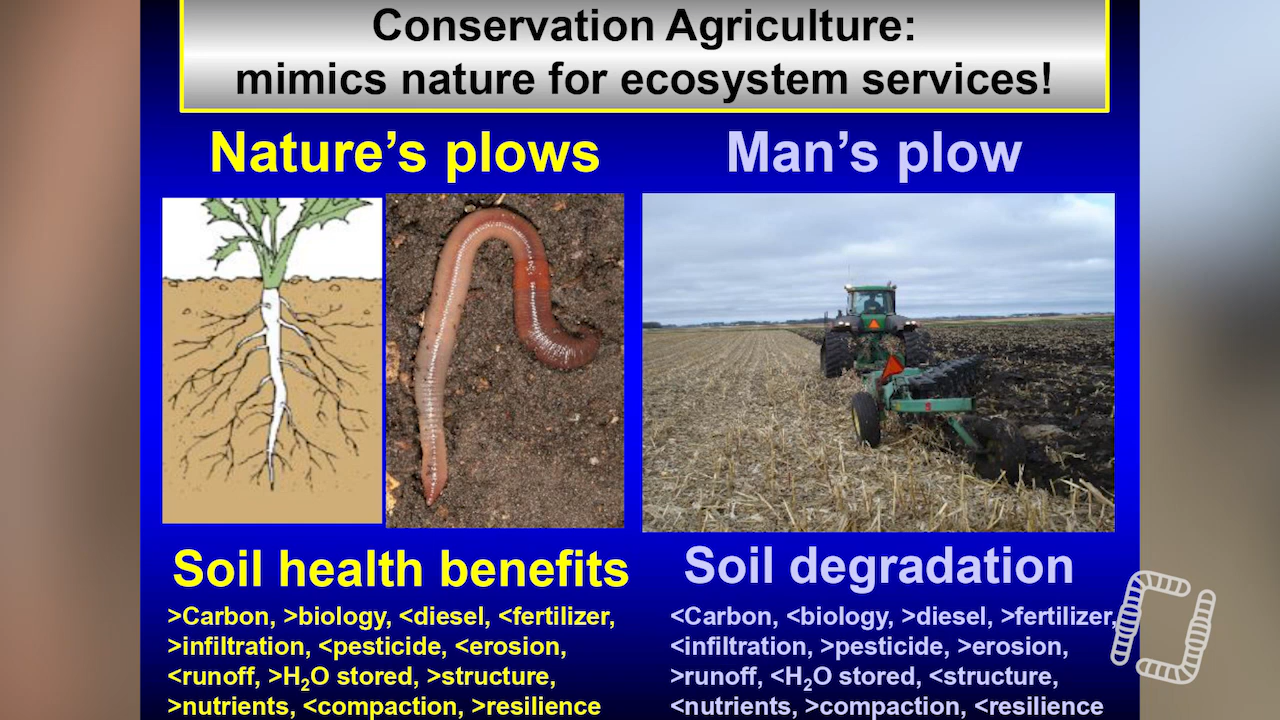 Conservation Agriculture:
mimics nature for ecosystem services!
Nature's plows
Man's plow
Soil health benefits
>Carbon, >biology, <diesel, <fertilizer,
>infiltration, <pesticide, <erosion,
<runoff, >H₂O stored, >structure,
>nutrients, <compaction, >resilience
Soil degradation
<Carbon, <biology, >diesel, >fertilizer,
<infiltration, >pesticide, >erosion,
>runoff, <H₂O stored, <structure,
<nutrients, >compaction, <resilience